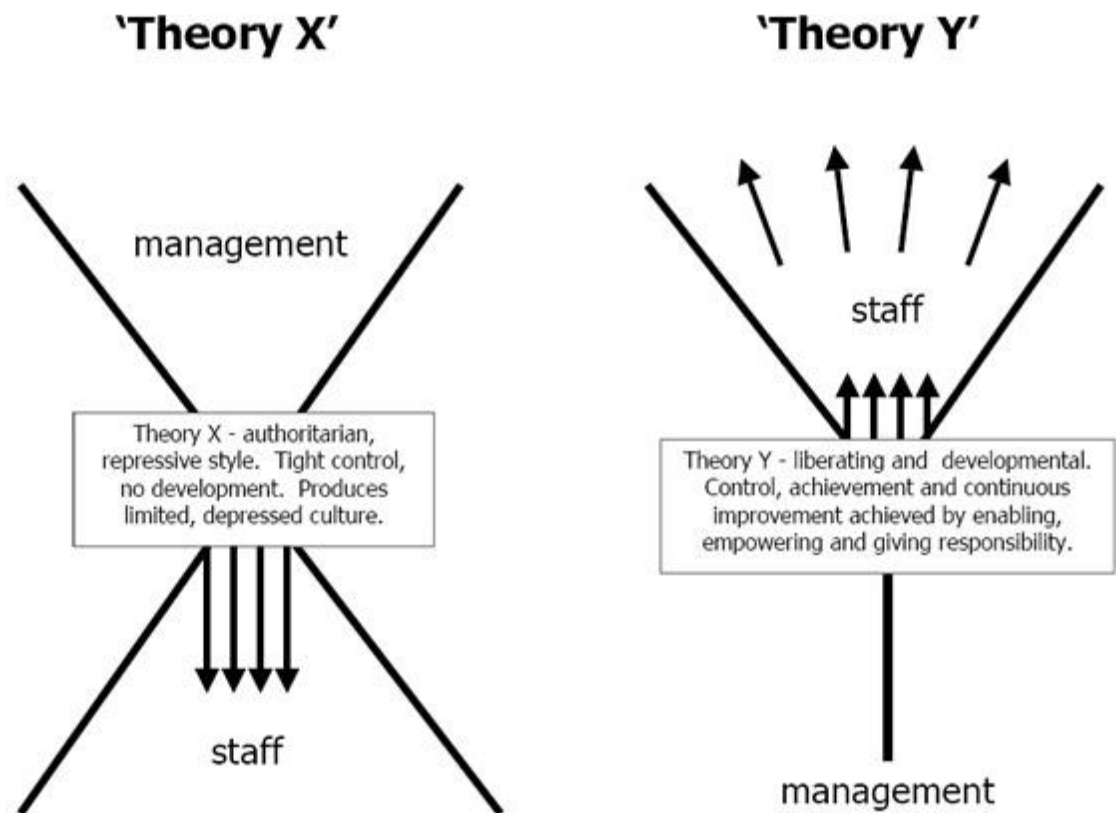 ‘Theory X’
management
Theory X - authoritarian,
repressive style.  Tight control,
no development.  Produces
limited, depressed culture.
staff
‘Theory Y’
staff
Theory Y - liberating and  developmental.
Control, achievement and continuous
improvement achieved by enabling,
empowering and giving responsibility.
management